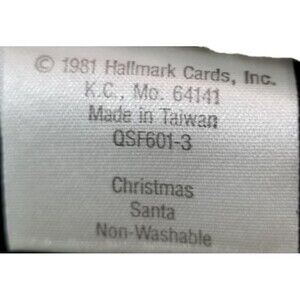 © 1981 Hallmark Cards, Inc.
K.C., Mo. 64141
Made in Taiwan
QSF601-3
Christmas
Santa
Non-Washable